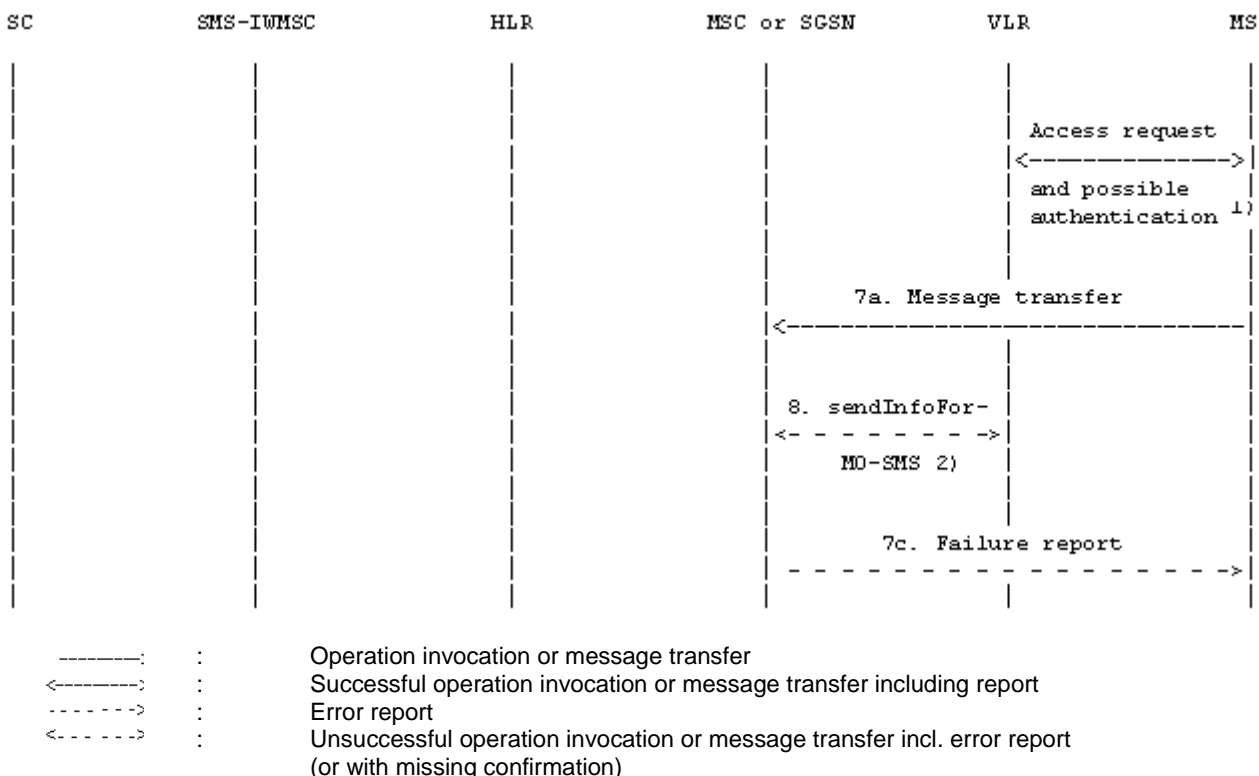 SC SMS-IWMSC HLR MSC or SGSN VLR MS
Access request
and possible
authentication 1)
7a. Message transfer
8. sendInfoFor-
MO-SMS 2)
7c. Failure report
: Operation invocation or message transfer
: Successful operation invocation or message transfer including report
: Error report
: Unsuccessful operation invocation or message transfer incl. error report
(or with missing confirmation)